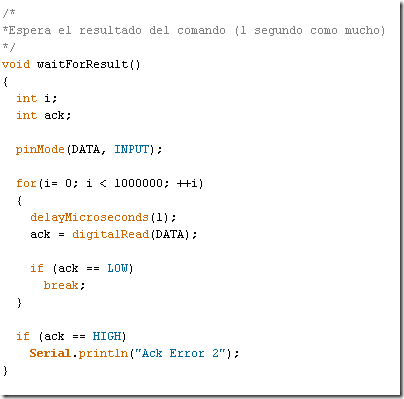 /*
*Espera el resultado del comando (1 segundo como mucho)
*/
void waitForResult()
{
  int i;
  int ack;

  pinMode(DATA, INPUT);

  for(i= 0; i < 1000000; ++i)
  {
    delayMicroseconds(1);
    ack = digitalRead(DATA);

    if (ack == LOW)
      break;
  }

  if (ack == HIGH)
    Serial.println("Ack Error 2");
}